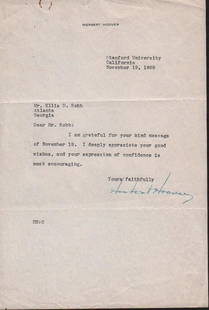 HERBERT HOOVER
Stanford University
California
November 19, 1928
Mr. Ellis B. Robb
Atlanta
Georgia
Dear Mr. Robb:
I am grateful for your kind message
of November 10. I deeply appreciate your good
wishes, and your expression of confidence is
most encouraging.
Yours faithfully
Herbert Hoover